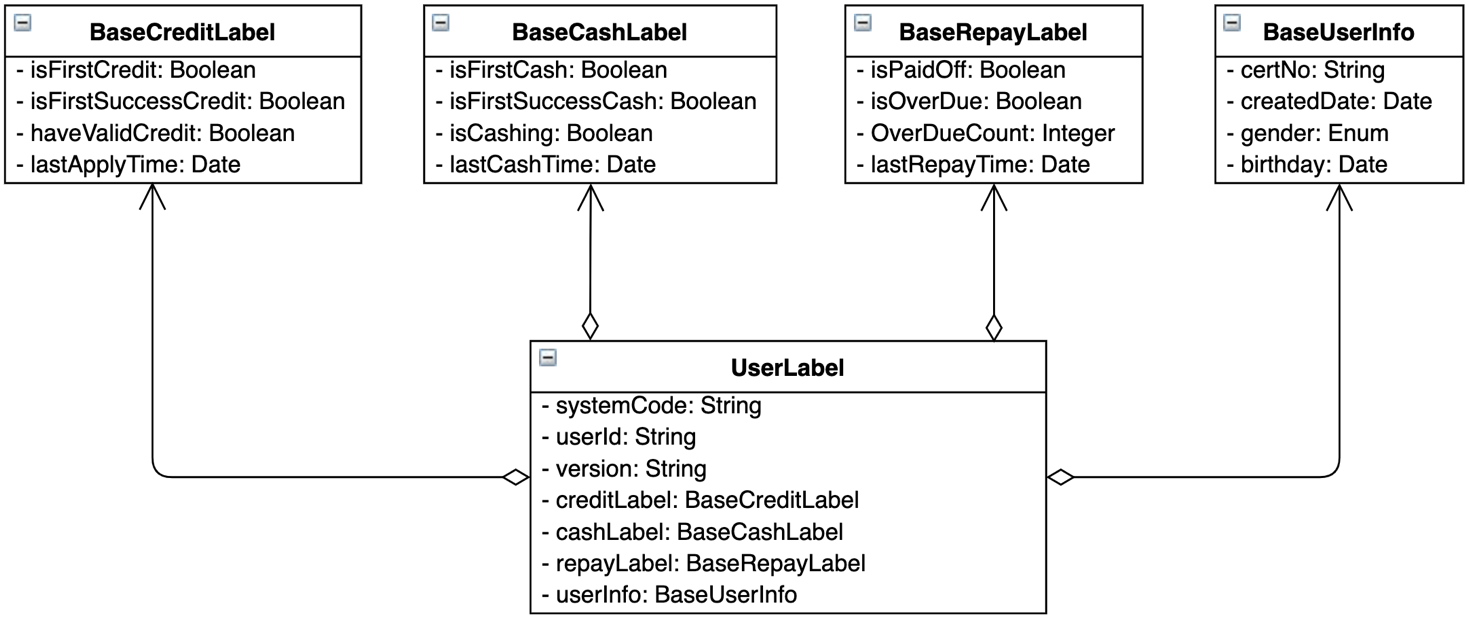 BaseCreditLabel
- isFirstCredit: Boolean
- isFirstSuccessCredit: Boolean
- haveValidCredit: Boolean
- lastApplyTime: Date
BaseCashLabel
- isFirstCash: Boolean
- isFirstSuccessCash: Boolean
- isCashing: Boolean
- lastCashTime: Date
BaseRepayLabel
- isPaidOff: Boolean
- isOverDue: Boolean
- OverDueCount: Integer
- lastRepayTime: Date
BaseUserInfo
- certNo: String
- createdDate: Date
- gender: Enum
- birthday: Date
UserLabel
- systemCode: String
- userId: String
- version: String
- creditLabel: BaseCreditLabel
- cashLabel: BaseCashLabel
- repayLabel: BaseRepayLabel
- userInfo: BaseUserInfo